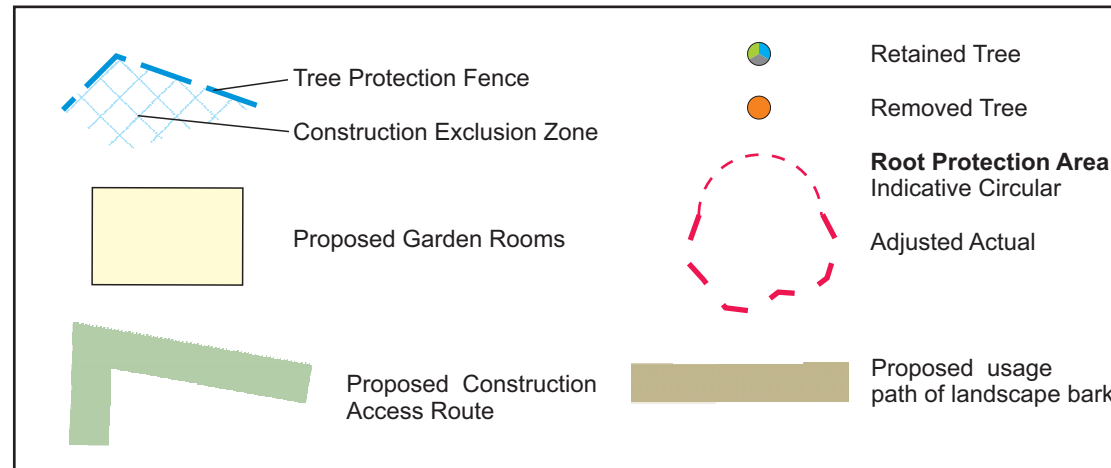 Tree Protection Fence
Construction Exclusion Zone
Proposed Garden Rooms
Proposed Construction
Access Route
Retained Tree
Removed Tree
Root Protection Area
Indicative Circular
Adjusted Actual
Proposed usage
path of landscape bark